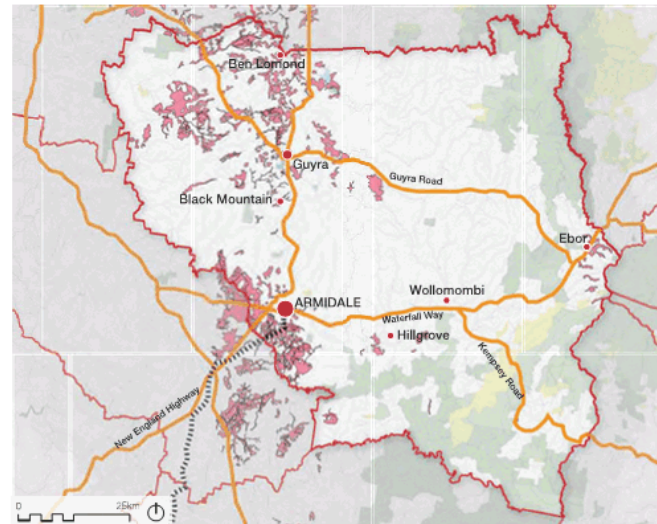 Ben Lomond
Guyra
Guyra Road
Black Mountain
Ebor
Wollomombi
ARMIDALE
Waterfall Way
Hillgrove
Kempsey Road
New England Highway
0
25km